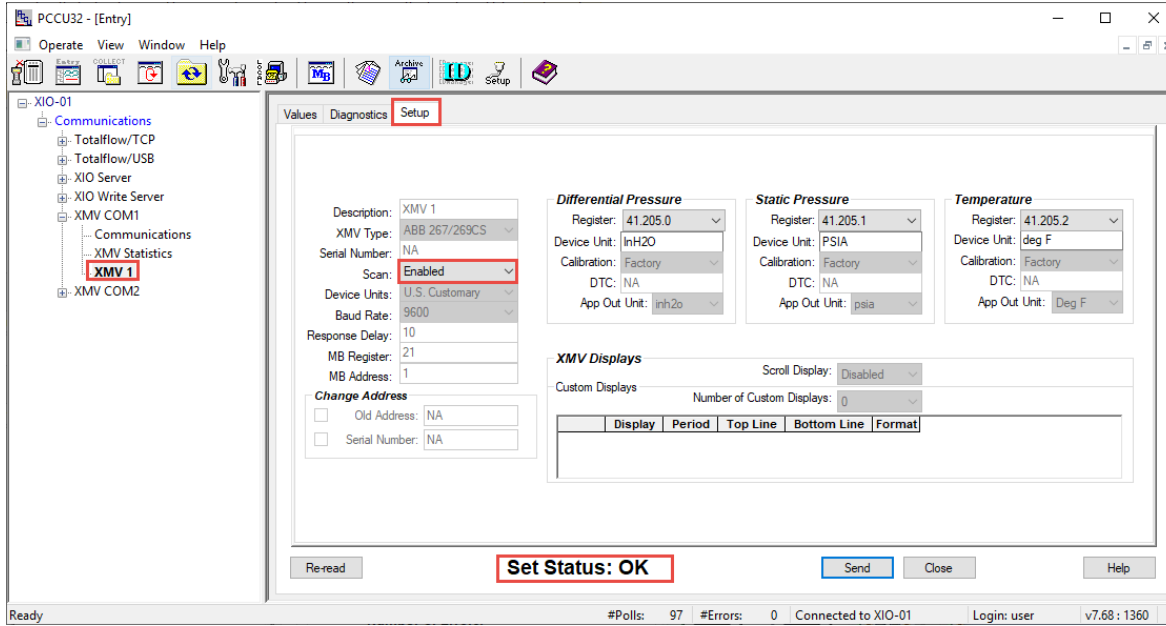 PCCU32 - [Entry]
Operate View Window Help
Entry COLLECT LOCAL MB Archive ID Setup
XIO-01
Communications
Totalflow/TCP
Totalflow/USB
XIO Server
XIO Write Server
XMV COM1
Communications
XMV Statistics
XMV 1
XMV COM2
Values Diagnostics Setup
Description: XMV 1
XMV Type: ABB 267/269CS
Serial Number: NA
Scan: Enabled
Device Units: U.S. Customary
Baud Rate: 9600
Response Delay: 10
MB Register: 21
MB Address: 1
Change Address
Old Address: NA
Serial Number: NA
Differential Pressure
Register: 41.205.0
Device Unit: InH2O
Calibration: Factory
DTC: NA
App Out Unit: inh2o
Static Pressure
Register: 41.205.1
Device Unit: PSIA
Calibration: Factory
DTC: NA
App Out Unit: psia
Temperature
Register: 41.205.2
Device Unit: deg F
Calibration: Factory
DTC: NA
App Out Unit: Deg F
XMV Displays
Scroll Display: Disabled
Custom Displays
Number of Custom Displays: 0
Display Period Top Line Bottom Line Format
Re-read Set Status: OK Send Close Help
Ready #Polls: 97 #Errors: 0 Connected to XIO-01 Login: user v7.68 : 1360